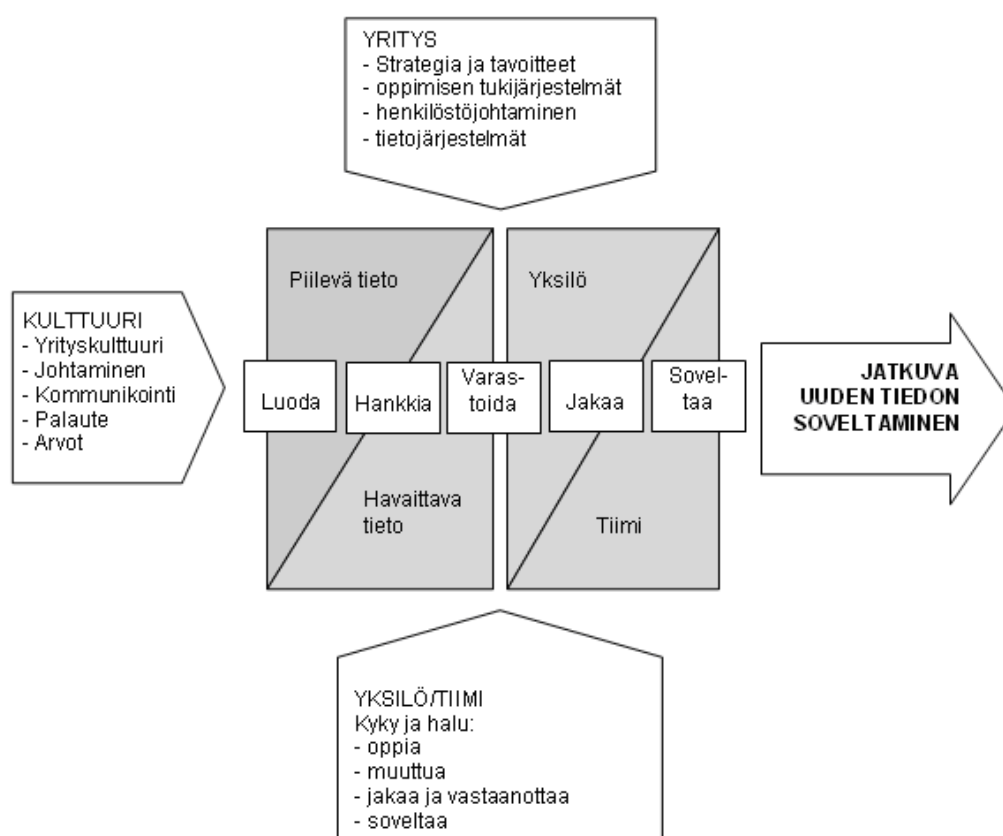 YRITYS
- Strategia ja tavoitteet
- oppimisen tukijärjestelmät
- henkilöstöjohtaminen
- tietojärjestelmät
KULTTUURI
- Yrityskulttuuri
- Johtaminen
- Kommunikointi
- Palaute
- Arvot
Piilevä tieto
Yksilö
Luoda
Hankkia
Varas-
toida
Jakaa
Sovel-
taa
Havaittava
tieto
Tiimi
JATKUVA
UUDEN TIEDON
SOVELTAMINEN
YKSILÖ/TIIMI
Kyky ja halu:
- oppia
- muuttua
- jakaa ja vastaanottaa
- soveltaa